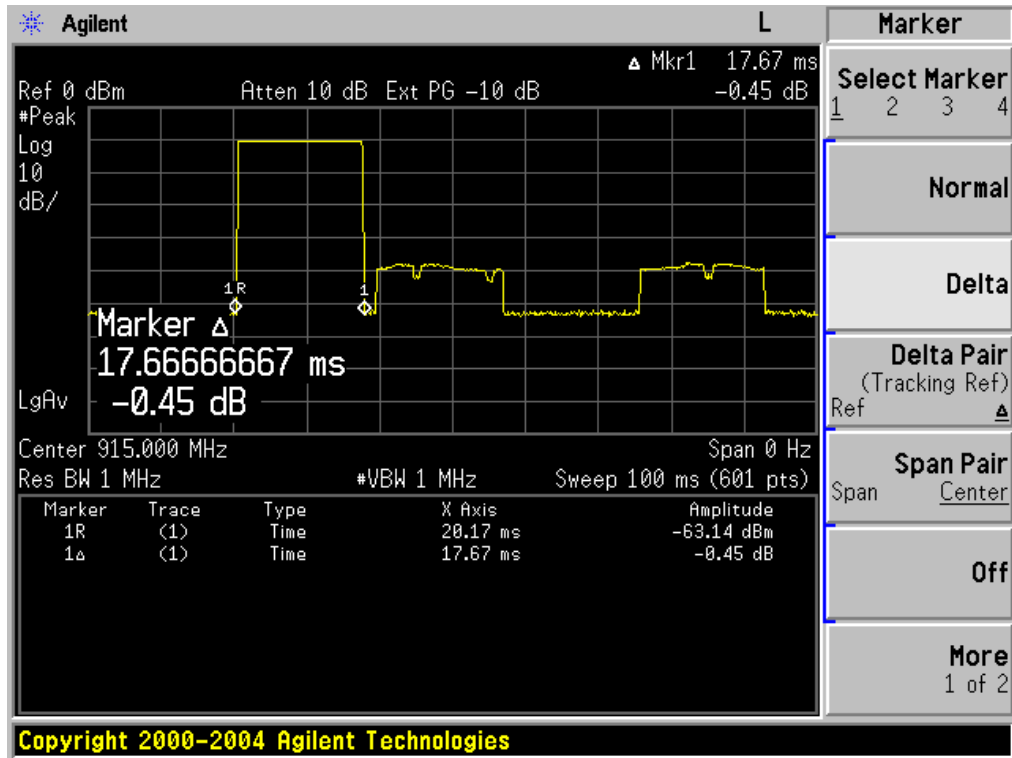 Agilent L Marker
▵ Mkr1 17.67 ms
Ref 0 dBm Atten 10 dB Ext PG -10 dB -0.45 dB
#Peak
Log
10
dB/
1R 1
Marker ▵
17.66666667 ms
-0.45 dB
LgAv
Center 915.000 MHz Span 0 Hz
Res BW 1 MHz #VBW 1 MHz Sweep 100 ms (601 pts)
Marker Trace Type X Axis Amplitude
1R (1) Time 20.17 ms -63.14 dBm
1▵ (1) Time 17.67 ms -0.45 dB
Select Marker
1 2 3 4
Normal
Delta
Delta Pair
(Tracking Ref)
Ref ▵
Span Pair
Span Center
Off
More
1 of 2
Copyright 2000-2004 Agilent Technologies